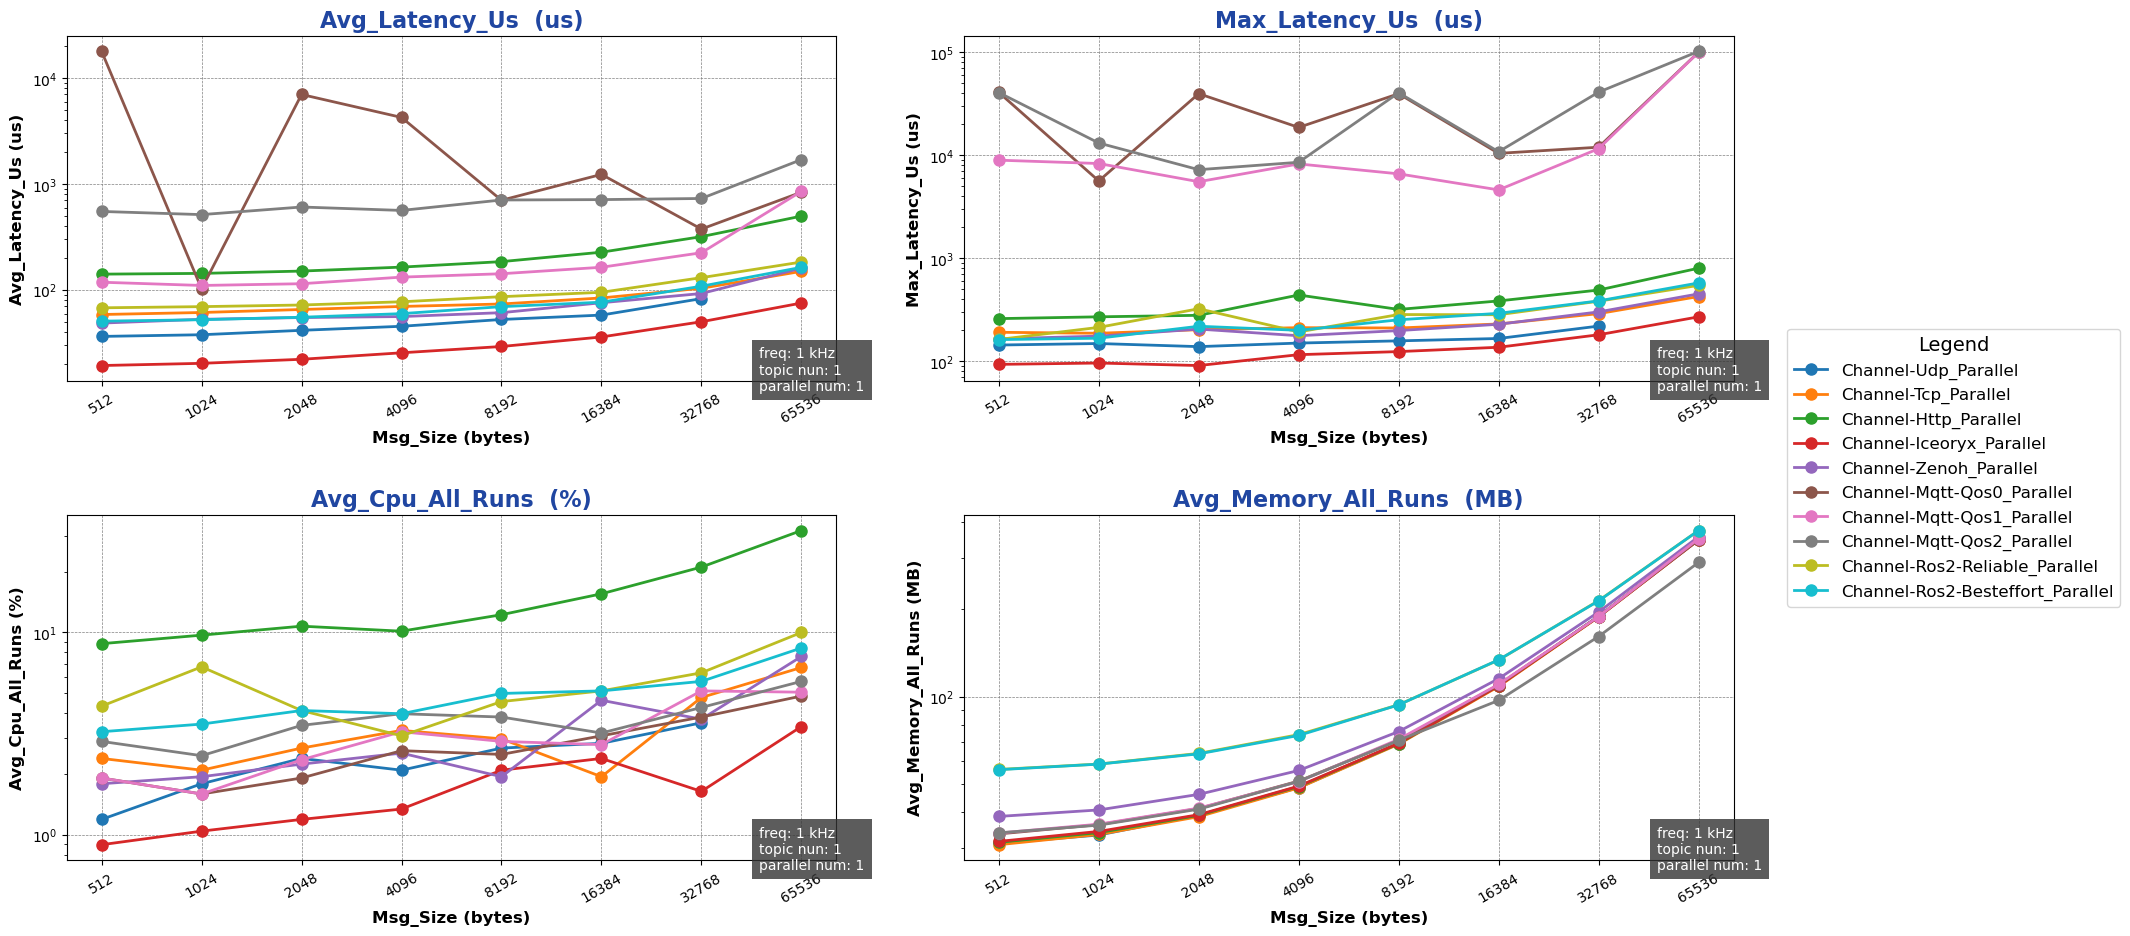 Avg_Latency_Us  (us)
Avg_Latency_Us (us)
10^4
10^3
10^2
512
1024
2048
4096
8192
16384
32768
65536
Msg_Size (bytes)
freq: 1 kHz
topic nun: 1
parallel num: 1
Max_Latency_Us  (us)
Max_Latency_Us (us)
10^5
10^4
10^3
10^2
512
1024
2048
4096
8192
16384
32768
65536
Msg_Size (bytes)
freq: 1 kHz
topic nun: 1
parallel num: 1
Legend
Channel-Udp_Parallel
Channel-Tcp_Parallel
Channel-Http_Parallel
Channel-Iceoryx_Parallel
Channel-Zenoh_Parallel
Channel-Mqtt-Qos0_Parallel
Channel-Mqtt-Qos1_Parallel
Channel-Mqtt-Qos2_Parallel
Channel-Ros2-Reliable_Parallel
Channel-Ros2-Besteffort_Parallel
Avg_Cpu_All_Runs  (%)
Avg_Cpu_All_Runs (%)
10^1
10^0
512
1024
2048
4096
8192
16384
32768
65536
Msg_Size (bytes)
freq: 1 kHz
topic nun: 1
parallel num: 1
Avg_Memory_All_Runs  (MB)
Avg_Memory_All_Runs (MB)
10^2
512
1024
2048
4096
8192
16384
32768
65536
Msg_Size (bytes)
freq: 1 kHz
topic nun: 1
parallel num: 1